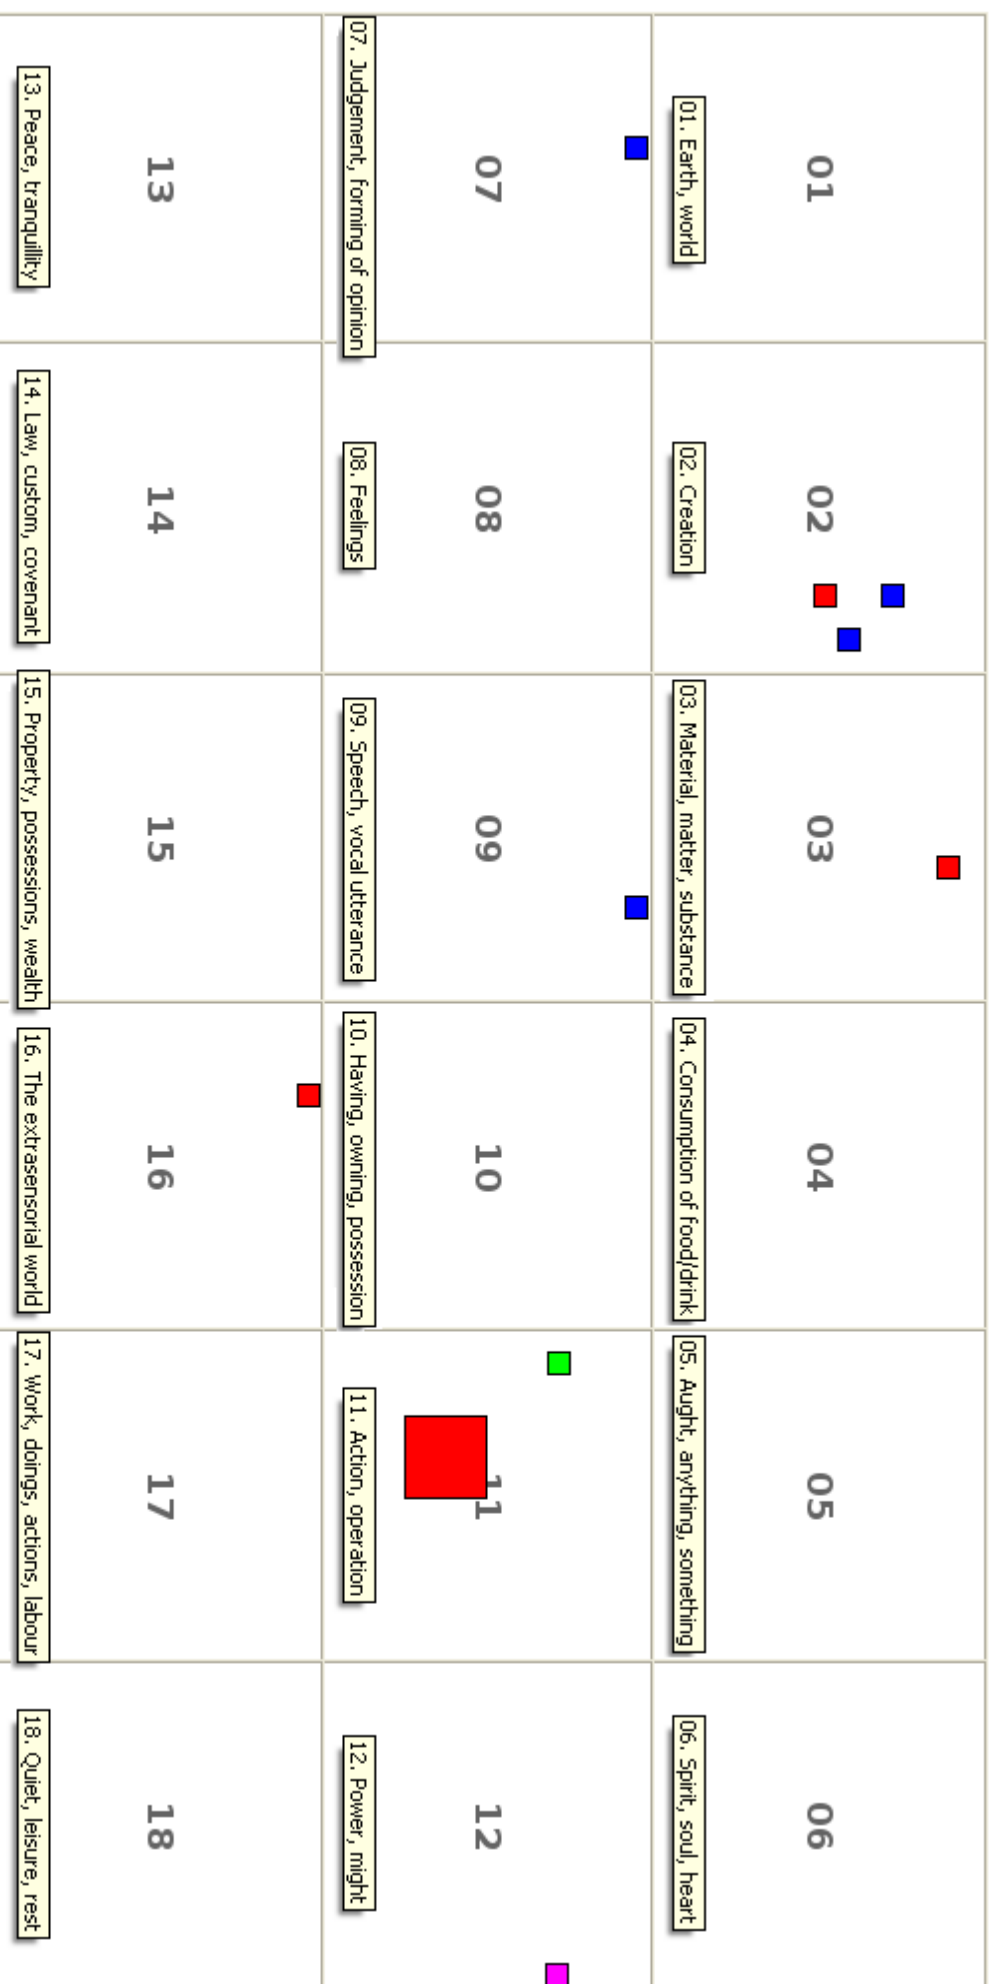 01
02
03
04
05
06
01. Earth, world
02. Creation
03. Material, matter, substance
04. Consumption of food/drink
05. Aught, anything, something
06. Spirit, soul, heart
07
08
09
10
11
12
07. Judgement, forming of opinion
08. Feelings
09. Speech, vocal utterance
10. Having, owning, possession
11. Action, operation
12. Power, might
13
14
15
16
17
18
13. Peace, tranquillity
14. Law, custom, covenant
15. Property, possessions, wealth
16. The extrasensorial world
17. Work, doings, actions, labour
18. Quiet, leisure, rest